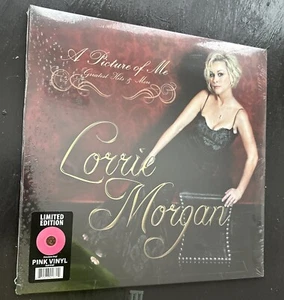 A Picture of Me
Greatest Hits & More
Lorrie
Morgan
LIMITED
EDITION
PINK VINYL